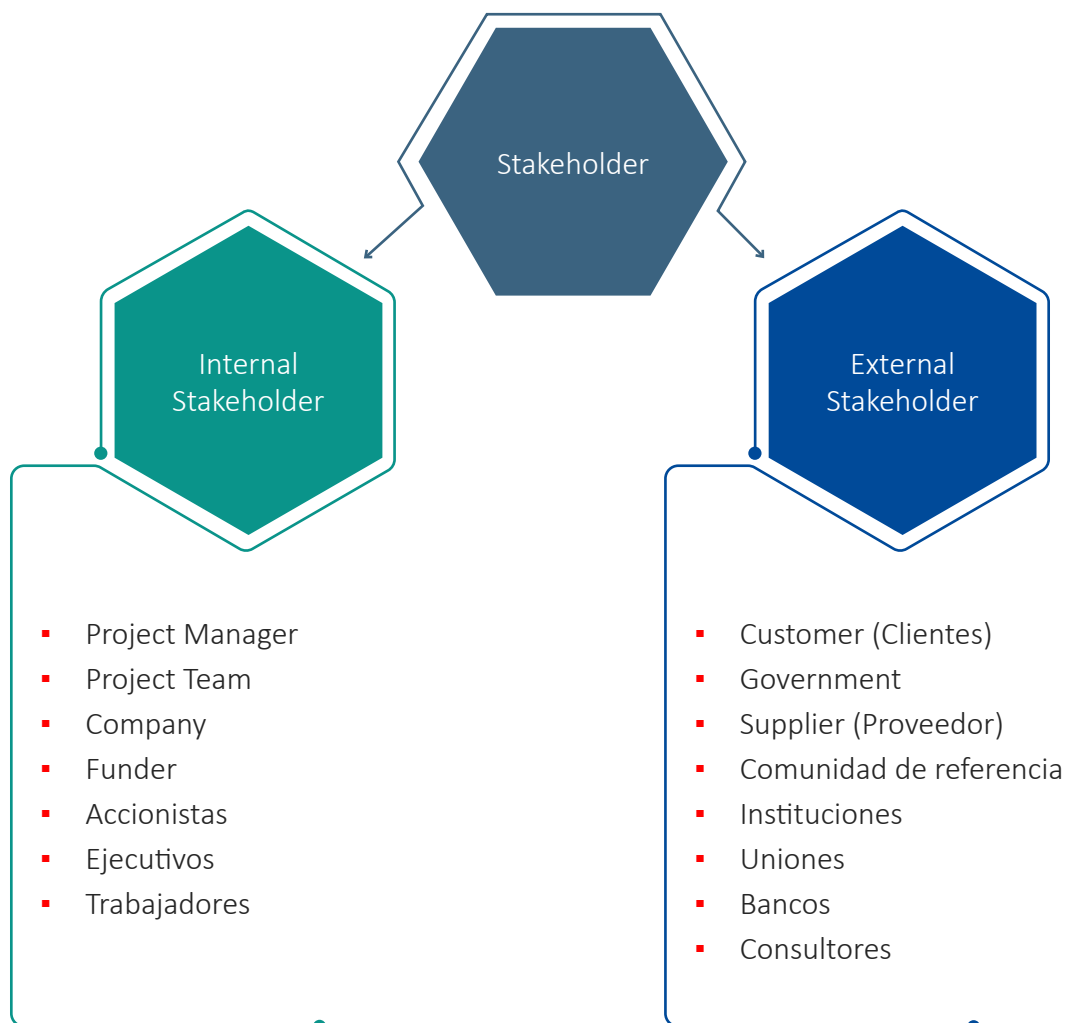 Stakeholder
Internal
Stakeholder
External
Stakeholder
Project Manager
Project Team
Company
Funder
Accionistas
Ejecutivos
Trabajadores
Customer (Clientes)
Government
Supplier (Proveedor)
Comunidad de referencia
Instituciones
Uniones
Bancos
Consultores